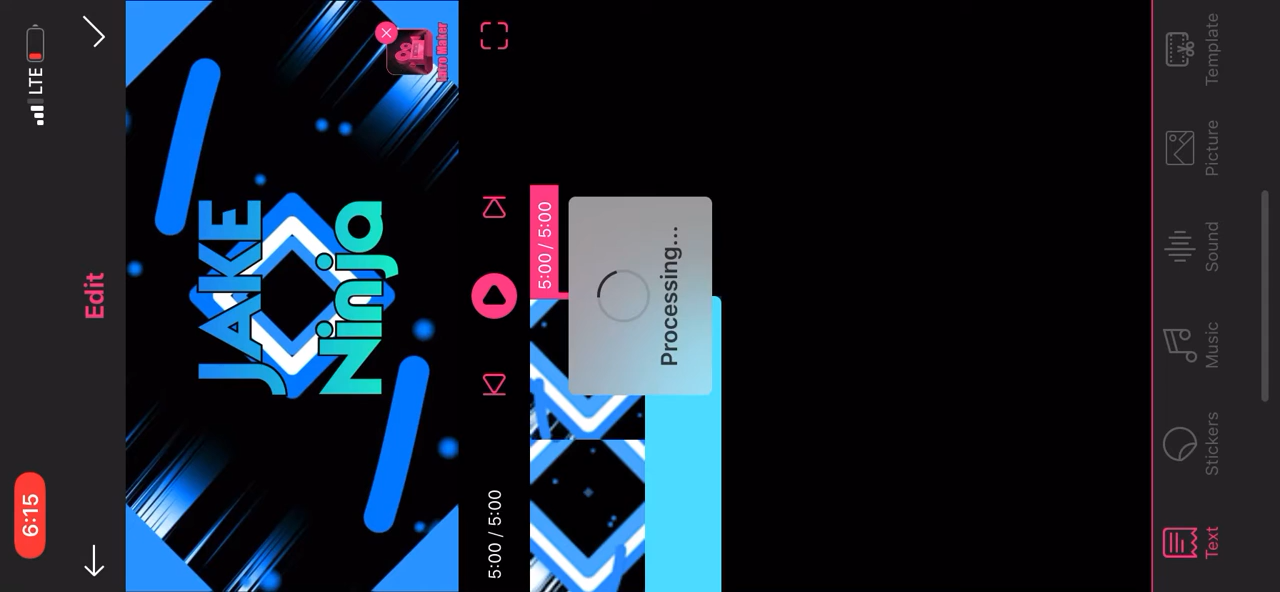 6:15
LTE
Edit
Intro Maker
JAKE
Ninja
5:00 / 5:00
5:00 / 5:00
Processing...
Text
Stickers
Music
Sound
Picture
Template